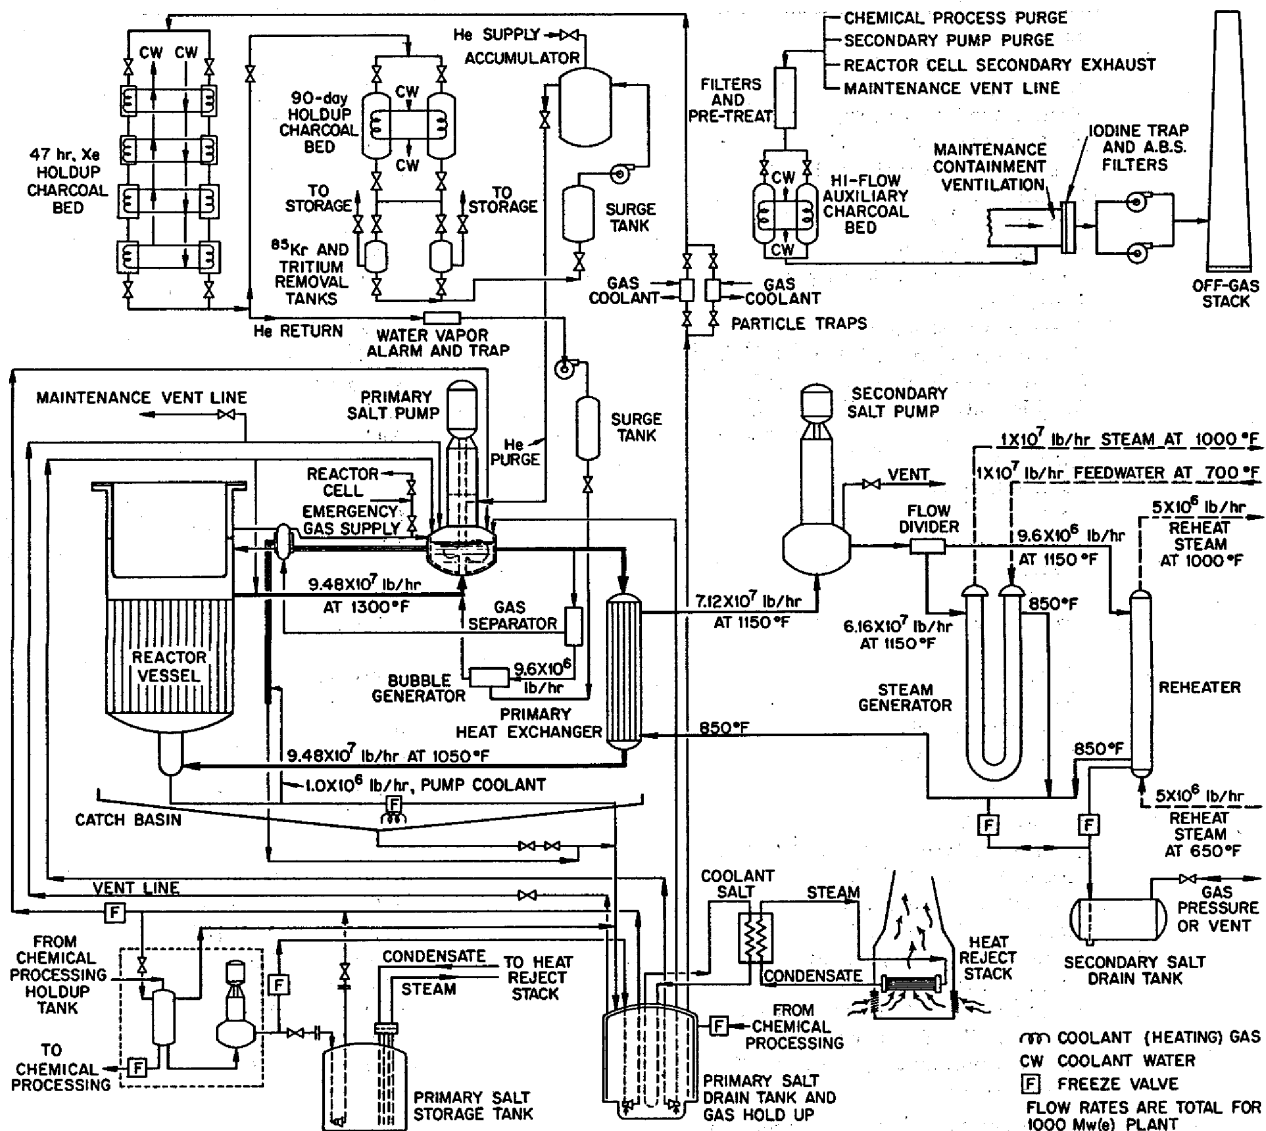 CHEMICAL PROCESS PURGE
SECONDARY PUMP PURGE
REACTOR CELL SECONDARY EXHAUST
MAINTENANCE VENT LINE
He SUPPLY
ACCUMULATOR
FILTERS
AND
PRE-TREAT
CW
CW
90-day
HOLDUP
CHARCOAL
BED
CW
CW
47 hr, Xe
HOLDUP
CHARCOAL
BED
TO
STORAGE
TO
STORAGE
SURGE
TANK
CW
CW
HI-FLOW
AUXILIARY
CHARCOAL
BED
MAINTENANCE
CONTAINMENT
VENTILATION
IODINE TRAP
AND A.B.S.
FILTERS
85Kr AND
TRITIUM
REMOVAL
TANKS
GAS
COOLANT
GAS
COOLANT
PARTICLE TRAPS
OFF-GAS
STACK
He RETURN
WATER VAPOR
ALARM AND TRAP
MAINTENANCE VENT LINE
PRIMARY
SALT PUMP
He
PURGE
SURGE
TANK
SECONDARY
SALT PUMP
1X10⁷ lb/hr STEAM AT 1000°F
1X10⁷ lb/hr FEEDWATER AT 700°F
REACTOR
CELL
EMERGENCY
GAS SUPPLY
VENT
FLOW
DIVIDER
9.6X10⁶ lb/hr
AT 1150°F
5X10⁶ lb/hr
REHEAT
STEAM AT
1000°F
9.48X10⁷ lb/hr
AT 1300°F
GAS
SEPARATOR
7.12X10⁷ lb/hr
AT 1150°F
6.16X10⁷ lb/hr
AT 1150°F
850°F
REACTOR
VESSEL
BUBBLE
GENERATOR
9.6X10⁶
lb/hr
PRIMARY
HEAT EXCHANGER
STEAM
GENERATOR
REHEATER
850°F
850°F
9.48X10⁷ lb/hr AT 1050°F
1.0X10⁶ lb/hr, PUMP COOLANT
F
CATCH BASIN
F
F
5X10⁶ lb/hr
REHEAT
STEAM
AT 650°F
VENT LINE
F
COOLANT
SALT
STEAM
CONDENSATE
HEAT
REJECT
STACK
GAS
PRESSURE
OR VENT
SECONDARY SALT
DRAIN TANK
FROM
CHEMICAL
PROCESSING
HOLDUP
TANK
F
CONDENSATE
STEAM
TO HEAT
REJECT
STACK
F
FROM
CHEMICAL
PROCESSING
TO
CHEMICAL
PROCESSING
F
PRIMARY SALT
STORAGE TANK
PRIMARY SALT
DRAIN TANK AND
GAS HOLD UP
COOLANT (HEATING) GAS
CW COOLANT WATER
F FREEZE VALVE
FLOW RATES ARE TOTAL FOR
1000 Mw(e) PLANT